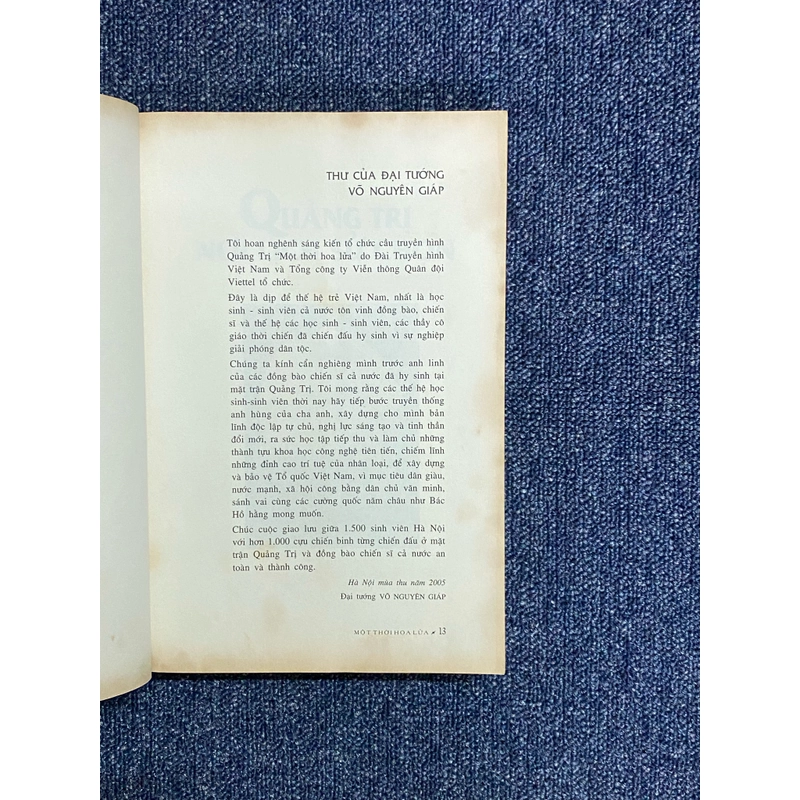 THƯ CỦA ĐẠI TƯỚNG
VÕ NGUYÊN GIÁP
Tôi hoan nghênh sáng kiến tổ chức cầu truyền hình
Quảng Trị “Một thời hoa lửa” do Đài Truyền hình
Việt Nam và Tổng công ty Viễn thông Quân đội
Viettel tổ chức.
Đây là dịp để thế hệ trẻ Việt Nam, nhất là học
sinh - sinh viên cả nước tôn vinh đồng bào, chiến
sĩ và thế hệ các học sinh - sinh viên, các thầy cô
giáo thời chiến đã chiến đấu hy sinh vì sự nghiệp
giải phóng dân tộc.
Chúng ta kính cẩn nghiêng mình trước anh linh
của các đồng bào chiến sĩ cả nước đã hy sinh tại
mặt trận Quảng Trị. Tôi mong rằng các thế hệ học
sinh-sinh viên thời nay hãy tiếp bước truyền thống
anh hùng của cha anh, xây dựng cho mình bản
lĩnh độc lập tự chủ, nghị lực sáng tạo và tinh thần
đổi mới, ra sức học tập tiếp thu và làm chủ những
thành tựu khoa học công nghệ tiên tiến, chiếm lĩnh
những đỉnh cao trí tuệ của nhân loại, để xây dựng
và bảo vệ Tổ quốc Việt Nam, vì mục tiêu dân giàu,
nước mạnh, xã hội công bằng dân chủ văn minh,
sánh vai cùng các cường quốc năm châu như Bác
Hồ hằng mong muốn.
Chúc cuộc giao lưu giữa 1.500 sinh viên Hà Nội
với hơn 1.000 cựu chiến binh từng chiến đấu ở mặt
trận Quảng Trị và đồng bào chiến sĩ cả nước an
toàn và thành công.
Hà Nội mùa thu năm 2005
Đại tướng VÕ NGUYÊN GIÁP
MỘT THỜI HOA LỬA 13